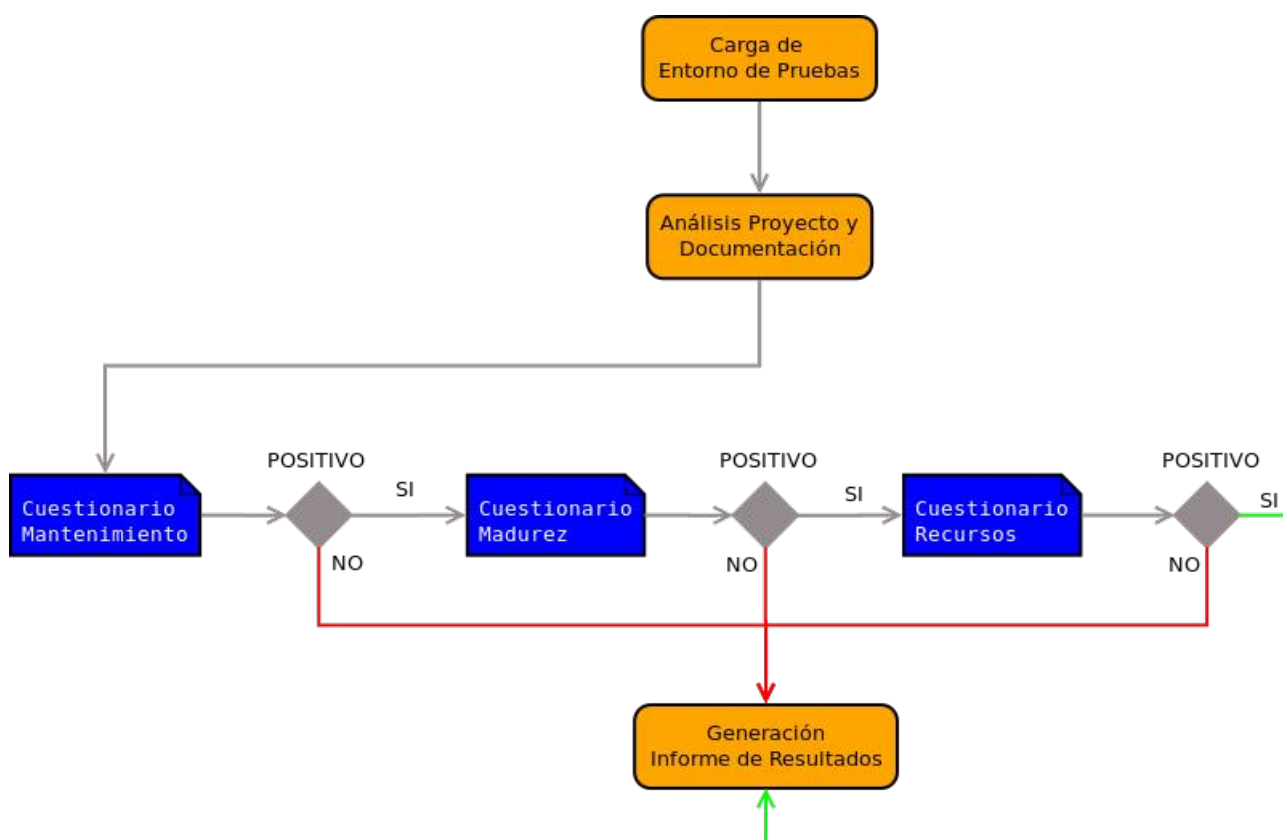 Carga de
Entorno de Pruebas
Análisis Proyecto y
Documentación
POSITIVO
POSITIVO
POSITIVO
SI
SI
SI
Cuestionario
Mantenimiento
Cuestionario
Madurez
Cuestionario
Recursos
NO
NO
NO
Generación
Informe de Resultados